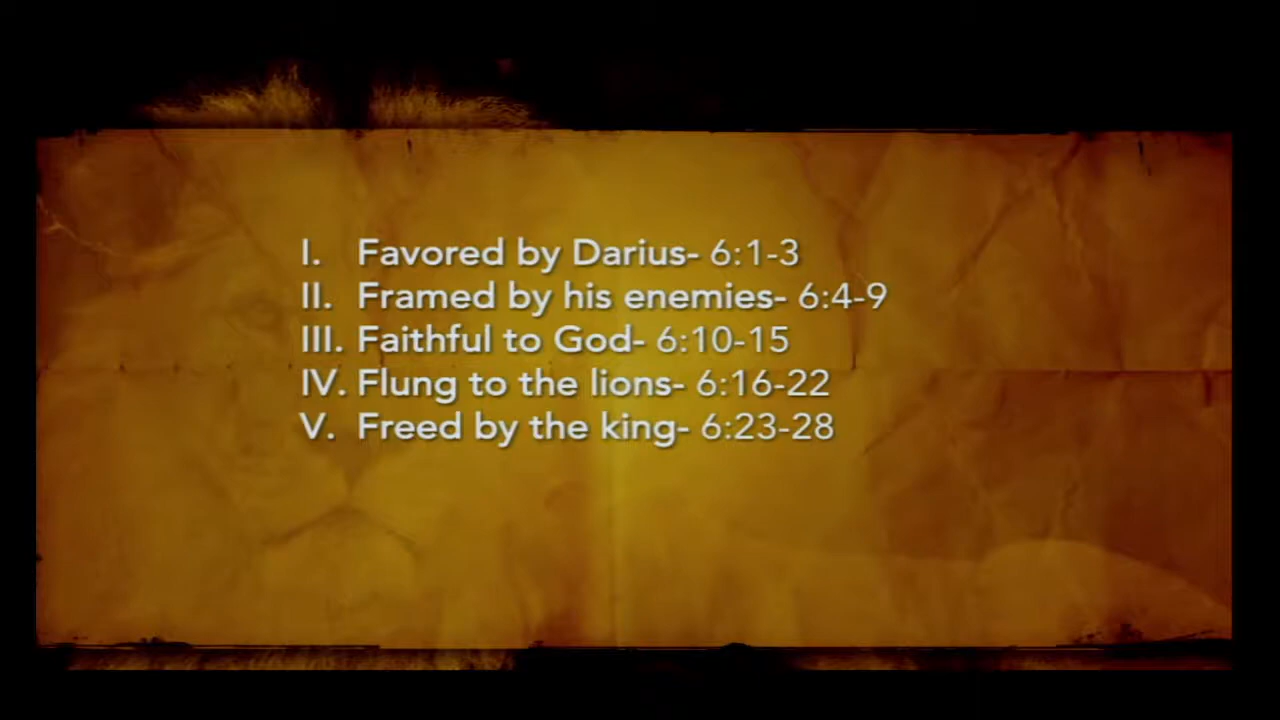 I. Favored by Darius- 6:1-3
II. Framed by his enemies- 6:4-9
III. Faithful to God- 6:10-15
IV. Flung to the lions- 6:16-22
V. Freed by the king- 6:23-28